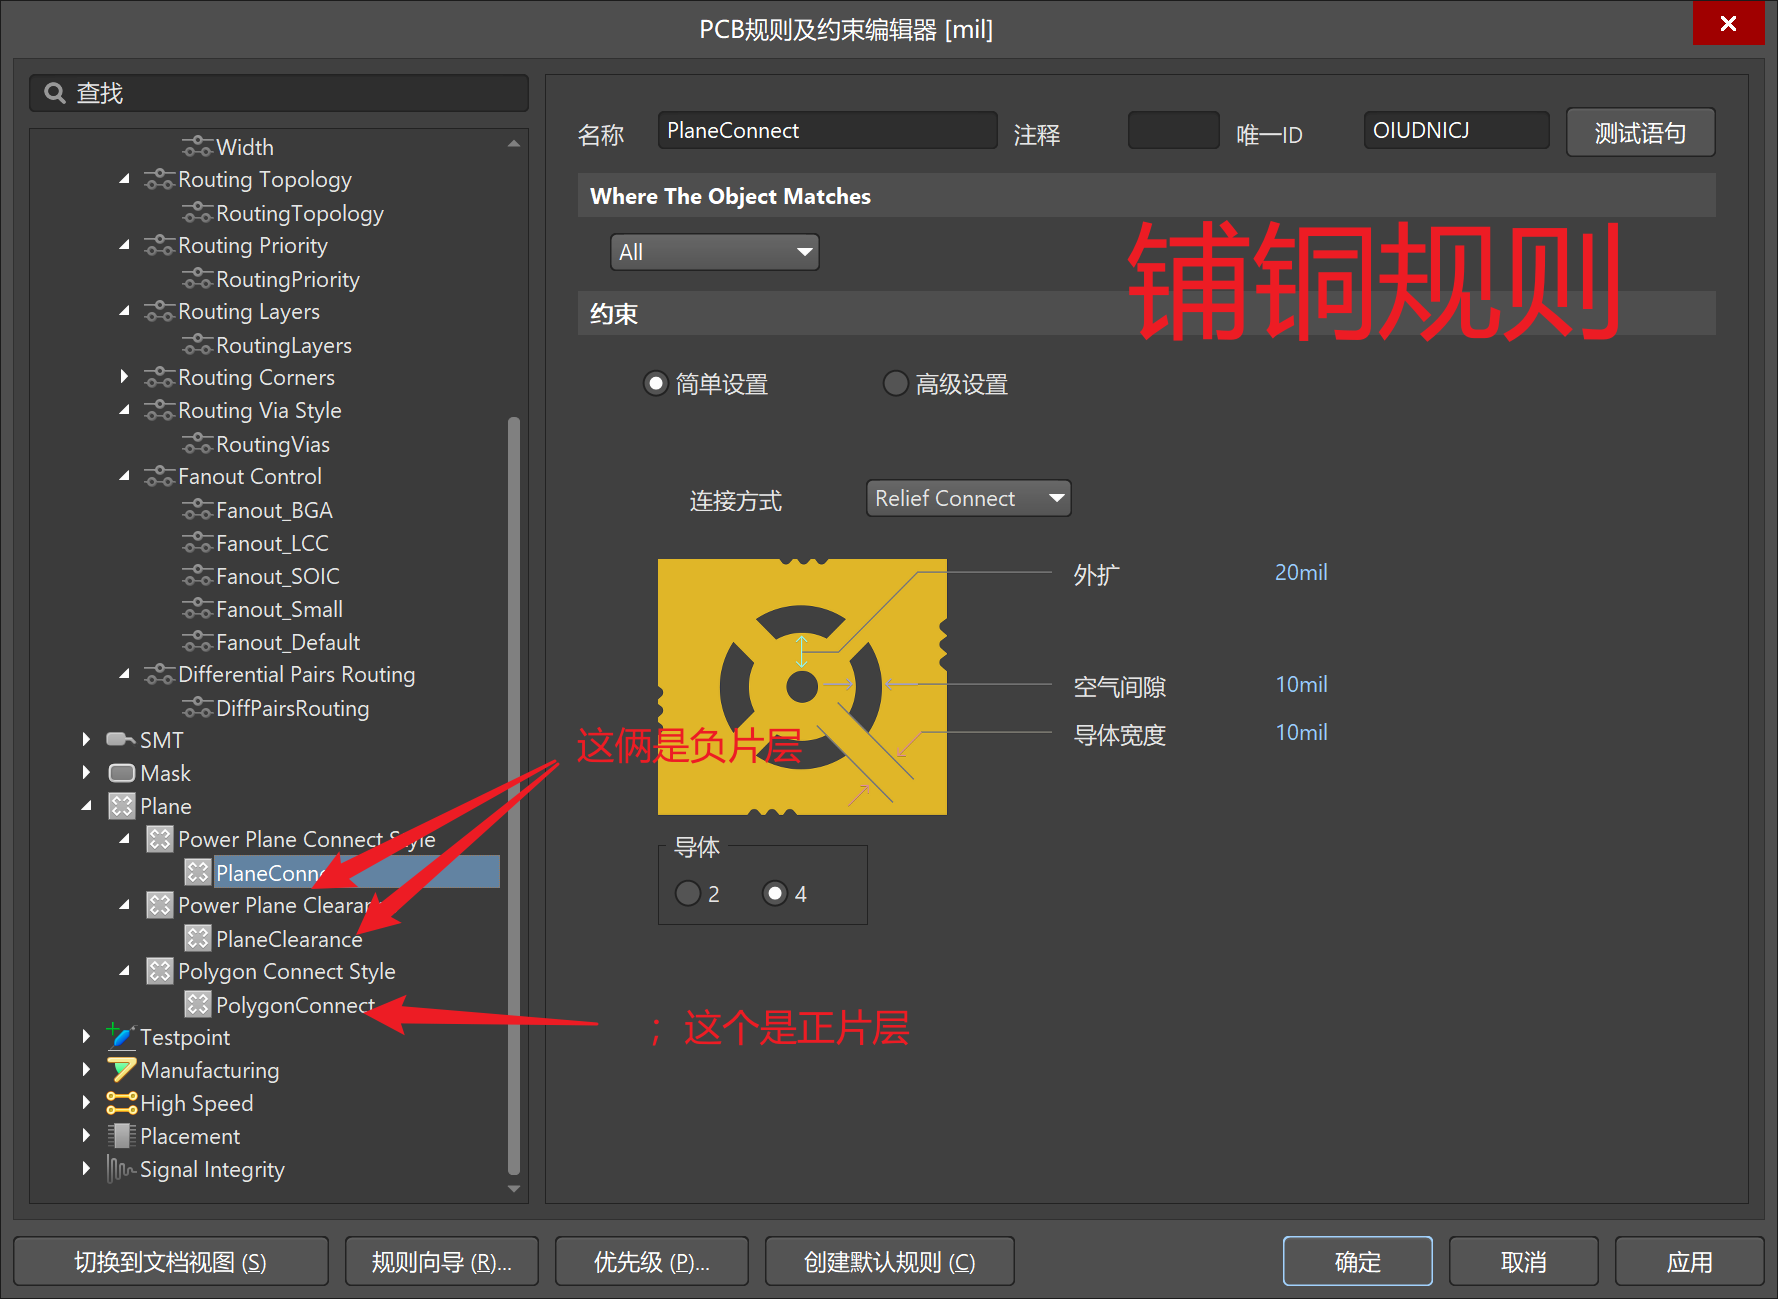 PCB规则及约束编辑器 [mil]
查找
Width
Routing Topology
RoutingTopology
Routing Priority
RoutingPriority
Routing Layers
RoutingLayers
Routing Corners
Routing Via Style
RoutingVias
Fanout Control
Fanout_BGA
Fanout_LCC
Fanout_SOIC
Fanout_Small
Fanout_Default
Differential Pairs Routing
DiffPairsRouting
SMT
Mask
Plane
Power Plane Connect Style
PlaneConne
Power Plane Clearan
PlaneClearance
Polygon Connect Style
PolygonConnect
Testpoint
Manufacturing
High Speed
Placement
Signal Integrity
名称 PlaneConnect 注释 唯一ID OIUDNICJ 测试语句
Where The Object Matches
All
铺铜规则
约束
简单设置 高级设置
连接方式 Relief Connect
外扩 20mil
空气间隙 10mil
导体宽度 10mil
这俩是负片层
导体
2 4
；这个是正片层
切换到文档视图 (S) 规则向导 (R)... 优先级 (P)... 创建默认规则 (C) 确定 取消 应用